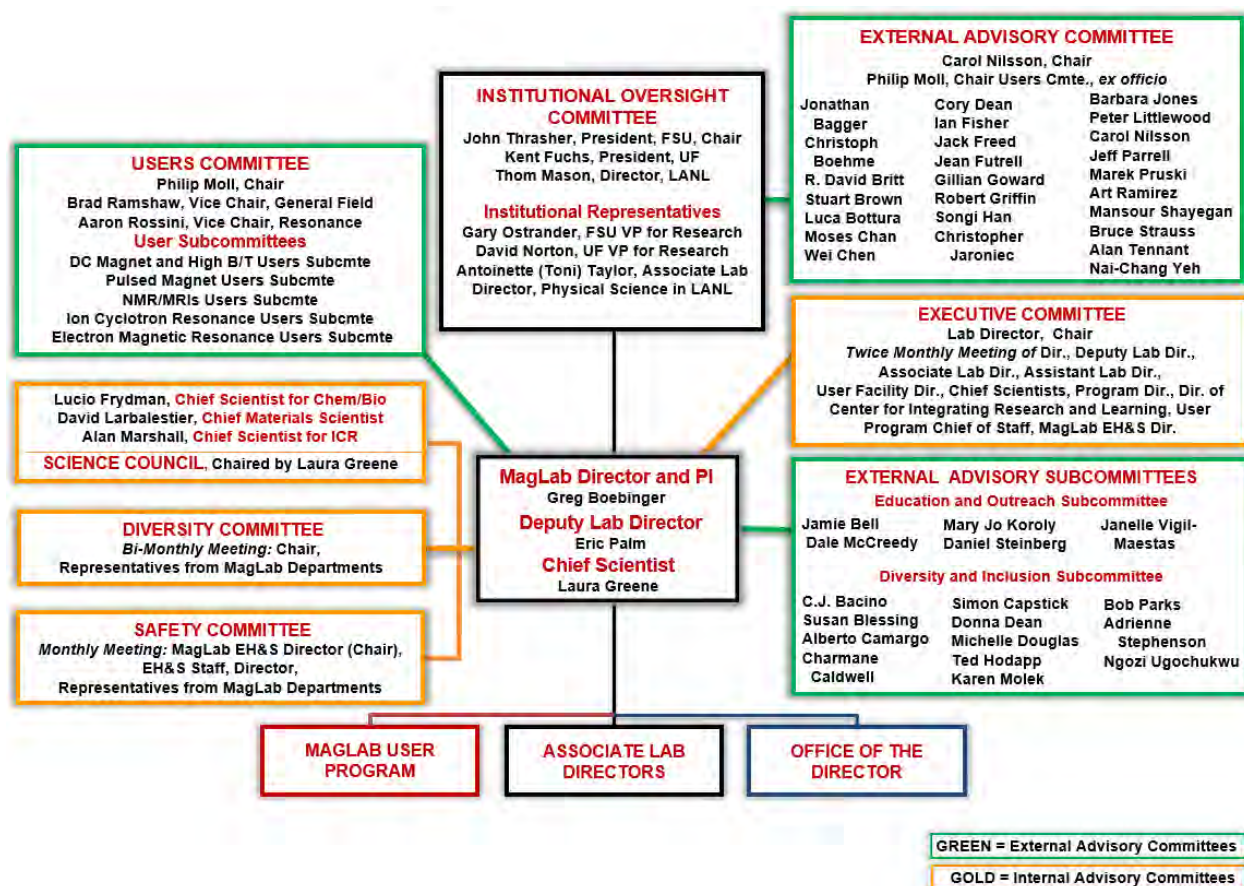 INSTITUTIONAL OVERSIGHT
COMMITTEE
John Thrasher, President, FSU, Chair
Kent Fuchs, President, UF
Thom Mason, Director, LANL
Institutional Representatives
Gary Ostrander, FSU VP for Research
David Norton, UF VP for Research
Antoinette (Toni) Taylor, Associate Lab
Director, Physical Science in LANL
EXTERNAL ADVISORY COMMITTEE
Carol Nilsson, Chair
Philip Moll, Chair Users Cmte., ex officio
Jonathan
Bagger
Christoph
Boehme
R. David Britt
Stuart Brown
Luca Bottura
Moses Chan
Wei Chen
Cory Dean
Ian Fisher
Jack Freed
Jean Futrell
Gillian Goward
Robert Griffin
Songi Han
Christopher
Jaroniec
Barbara Jones
Peter Littlewood
Carol Nilsson
Jeff Parrell
Marek Pruski
Art Ramirez
Mansour Shayegan
Bruce Strauss
Alan Tennant
Nai-Chang Yeh
USERS COMMITTEE
Philip Moll, Chair
Brad Ramshaw, Vice Chair, General Field
Aaron Rossini, Vice Chair, Resonance
User Subcommittees
DC Magnet and High B/T Users Subcmte
Pulsed Magnet Users Subcmte
NMR/MRIs Users Subcmte
Ion Cyclotron Resonance Users Subcmte
Electron Magnetic Resonance Users Subcmte
EXECUTIVE COMMITTEE
Lab Director, Chair
Twice Monthly Meeting of Dir., Deputy Lab Dir.,
Associate Lab Dir., Assistant Lab Dir.,
User Facility Dir., Chief Scientists, Program Dir., Dir. of
Center for Integrating Research and Learning, User
Program Chief of Staff, MagLab EH&S Dir.
Lucio Frydman, Chief Scientist for Chem/Bio
David Larbalestier, Chief Materials Scientist
Alan Marshall, Chief Scientist for ICR
SCIENCE COUNCIL, Chaired by Laura Greene
MagLab Director and PI
Greg Boebinger
Deputy Lab Director
Eric Palm
Chief Scientist
Laura Greene
EXTERNAL ADVISORY SUBCOMMITTEES
Education and Outreach Subcommittee
Jamie Bell
Dale McCreedy
Mary Jo Koroly
Daniel Steinberg
Janelle Vigil-
Maestas
Diversity and Inclusion Subcommittee
C.J. Bacino
Susan Blessing
Alberto Camargo
Charmane
Caldwell
Simon Capstick
Donna Dean
Michelle Douglas
Ted Hodapp
Karen Molek
Bob Parks
Adrienne
Stephenson
Ngozi Ugochukwu
DIVERSITY COMMITTEE
Bi-Monthly Meeting: Chair,
Representatives from MagLab Departments
SAFETY COMMITTEE
Monthly Meeting: MagLab EH&S Director (Chair),
EH&S Staff, Director,
Representatives from MagLab Departments
MAGLAB USER
PROGRAM
ASSOCIATE LAB
DIRECTORS
OFFICE OF THE
DIRECTOR
GREEN = External Advisory Committees
GOLD = Internal Advisory Committees